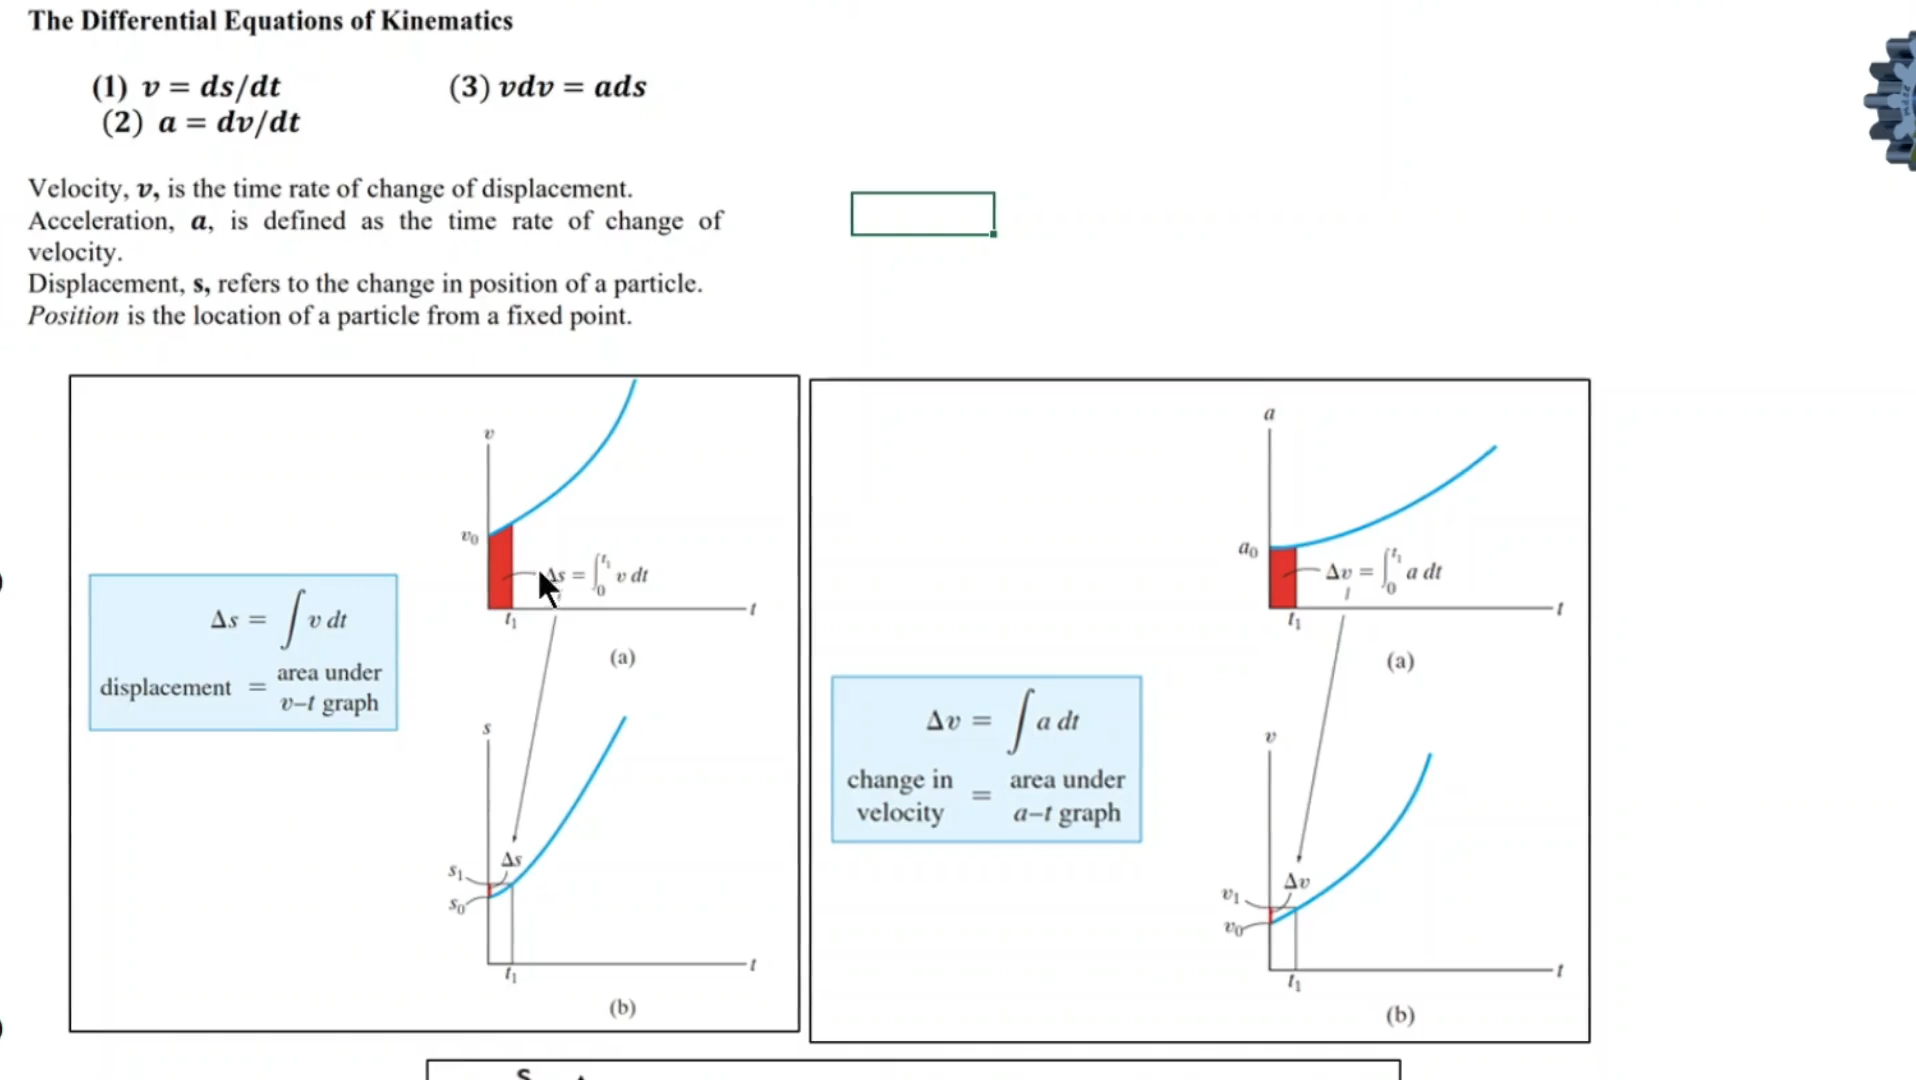 The Differential Equations of Kinematics
(1) v = ds/dt
(3) vdv = ads
(2) a = dv/dt
Velocity, v, is the time rate of change of displacement.
Acceleration, a, is defined as the time rate of change of
velocity.
Displacement, s, refers to the change in position of a particle.
Position is the location of a particle from a fixed point.
v
v₀
Δs = ∫₀^t₁ v dt
t
t₁
(a)
Δs = ∫ v dt
displacement = area under
v–t graph
s
Δs
s₁
s₀
t
t₁
(b)
a
a₀
Δv = ∫₀^t₁ a dt
t
t₁
(a)
Δv = ∫ a dt
change in
velocity
=
area under
a–t graph
v
Δv
v₁
v₀
t
t₁
(b)
s